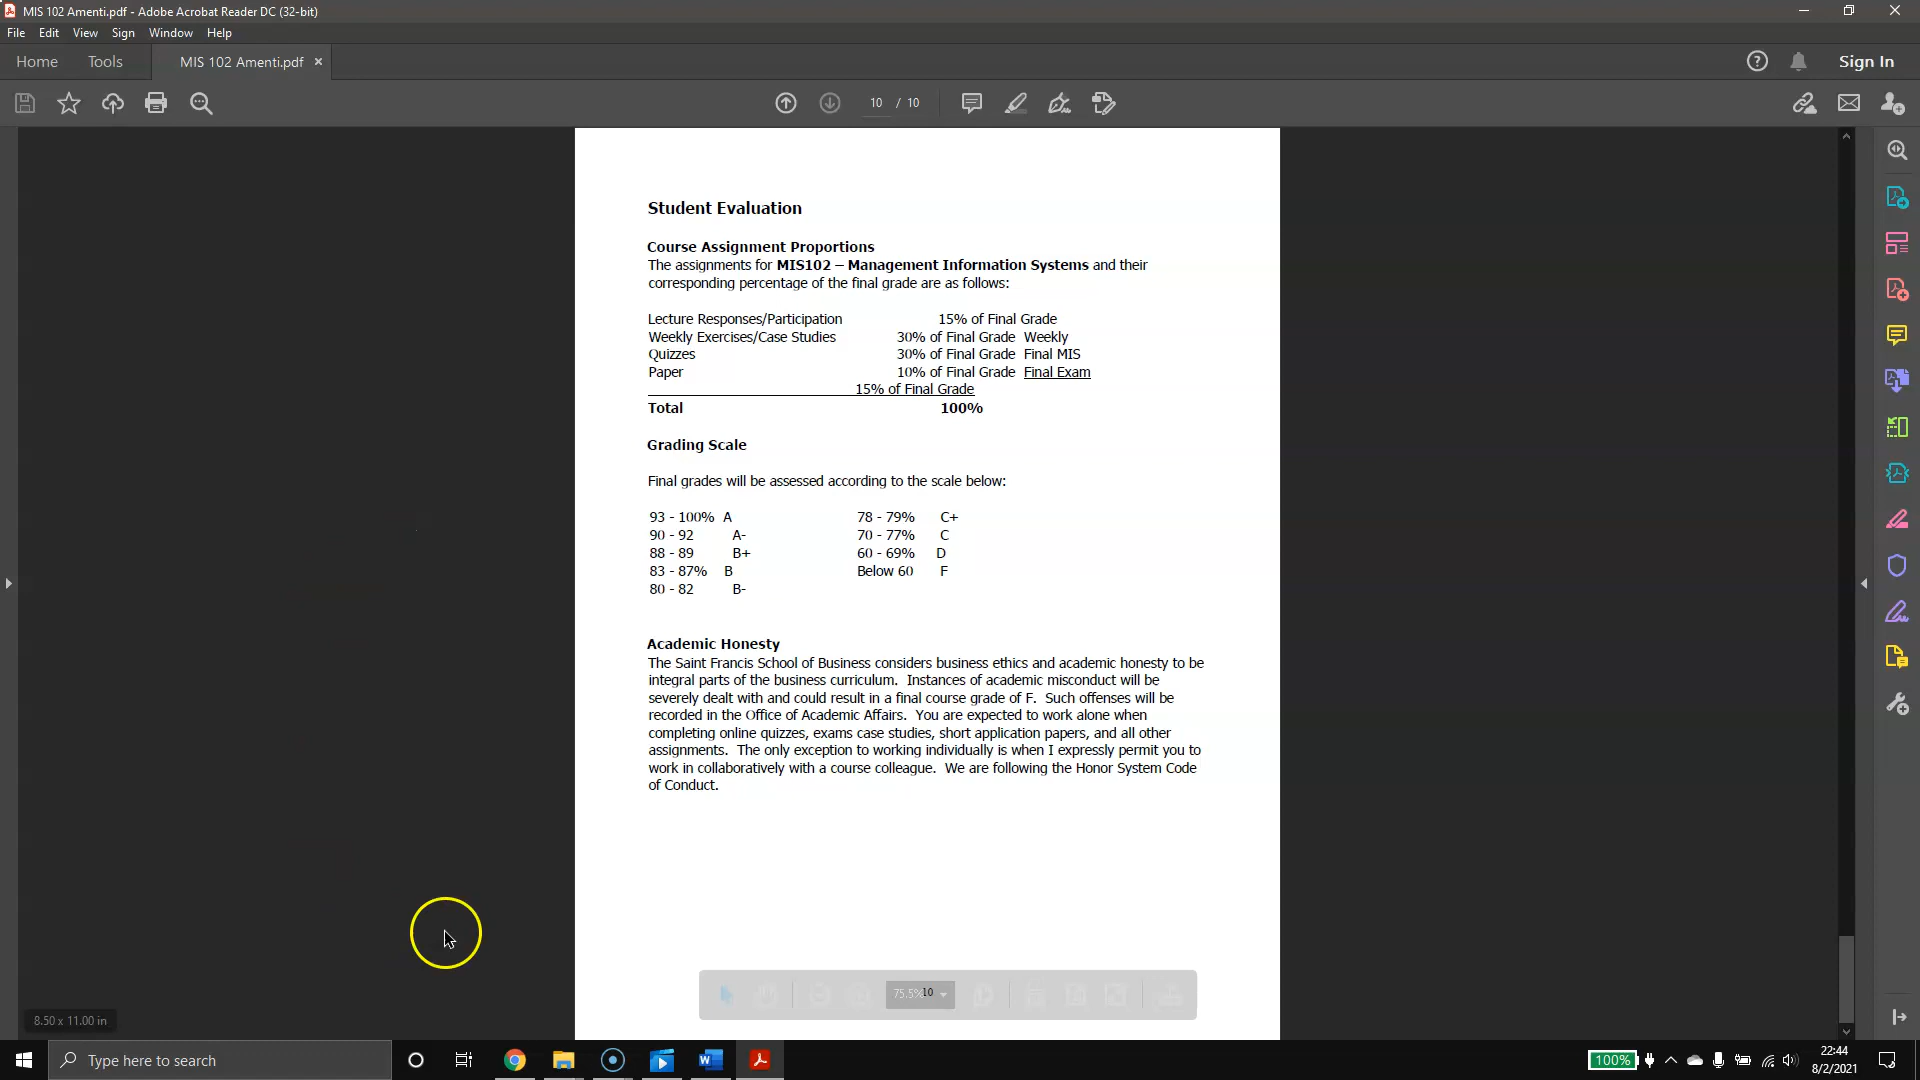 MIS 102 Amenti.pdf - Adobe Acrobat Reader DC (32-bit)
File Edit View Sign Window Help
Home Tools MIS 102 Amenti.pdf × Sign In
10 / 10
Student Evaluation
Course Assignment Proportions
The assignments for MIS102 – Management Information Systems and their
corresponding percentage of the final grade are as follows:
Lecture Responses/Participation 15% of Final Grade
Weekly Exercises/Case Studies 30% of Final Grade Weekly
Quizzes 30% of Final Grade Final MIS
Paper 10% of Final Grade Final Exam
15% of Final Grade
Total 100%
Grading Scale
Final grades will be assessed according to the scale below:
93 - 100% A 78 - 79% C+
90 - 92 A- 70 - 77% C
88 - 89 B+ 60 - 69% D
83 - 87% B Below 60 F
80 - 82 B-
Academic Honesty
The Saint Francis School of Business considers business ethics and academic honesty to be
integral parts of the business curriculum. Instances of academic misconduct will be
severely dealt with and could result in a final course grade of F. Such offenses will be
recorded in the Office of Academic Affairs. You are expected to work alone when
completing online quizzes, exams case studies, short application papers, and all other
assignments. The only exception to working individually is when I expressly permit you to
work in collaboratively with a course colleague. We are following the Honor System Code
of Conduct.
75.5% 10
8.50 x 11.00 in
Type here to search
100%
22:44
8/2/2021